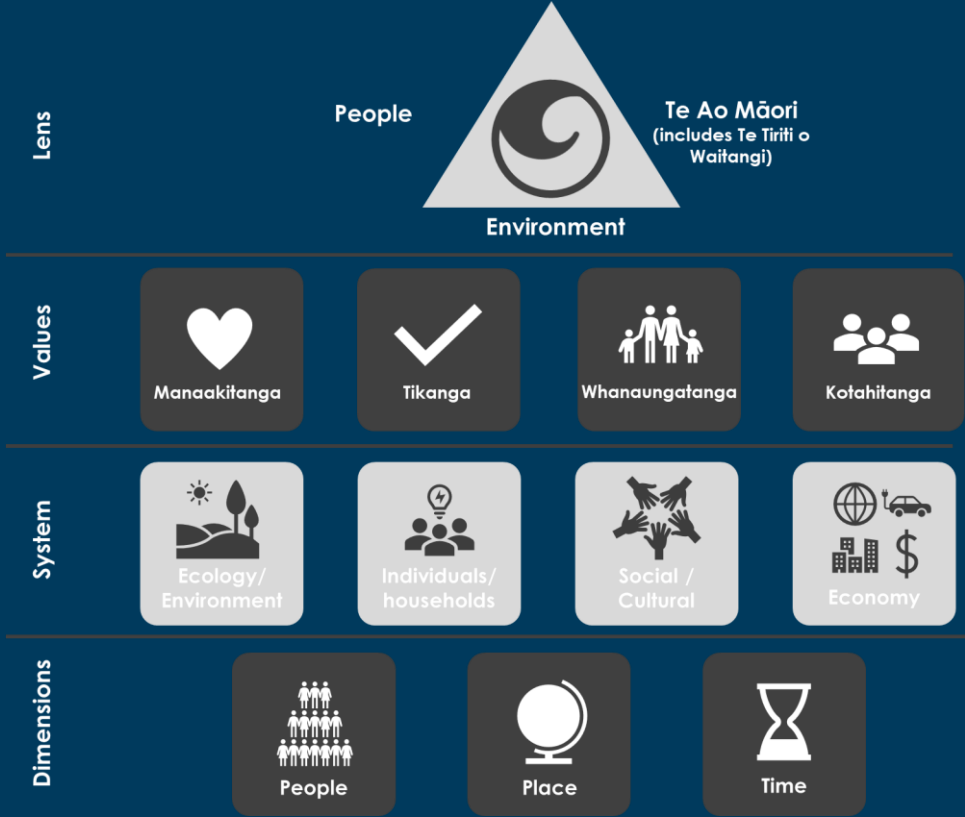 Lens
People
Te Ao Māori
(includes Te Tiriti o
Waitangi)
Environment
Values
Manaakitanga
Tikanga
Whanaungatanga
Kotahitanga
System
Ecology/
Environment
Individuals/
households
Social /
Cultural
Economy
Dimensions
People
Place
Time